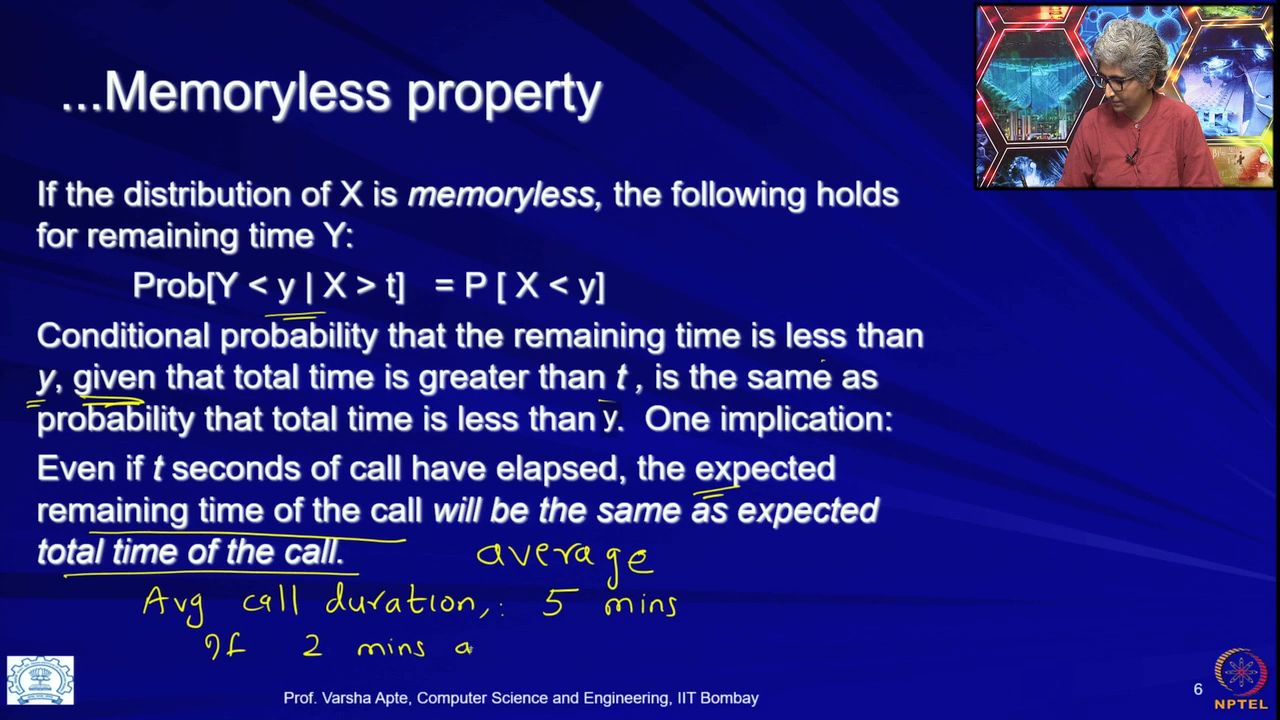 ...Memoryless property
If the distribution of X is memoryless, the following holds
for remaining time Y:
Prob[Y < y | X > t] = P [ X < y]
Conditional probability that the remaining time is less than
y, given that total time is greater than t , is the same as
probability that total time is less than y. One implication:
Even if t seconds of call have elapsed, the expected
remaining time of the call will be the same as expected
total time of the call.
average
Avg call duration,: 5 mins
If 2 mins a
Prof. Varsha Apte, Computer Science and Engineering, IIT Bombay
6
NPTEL